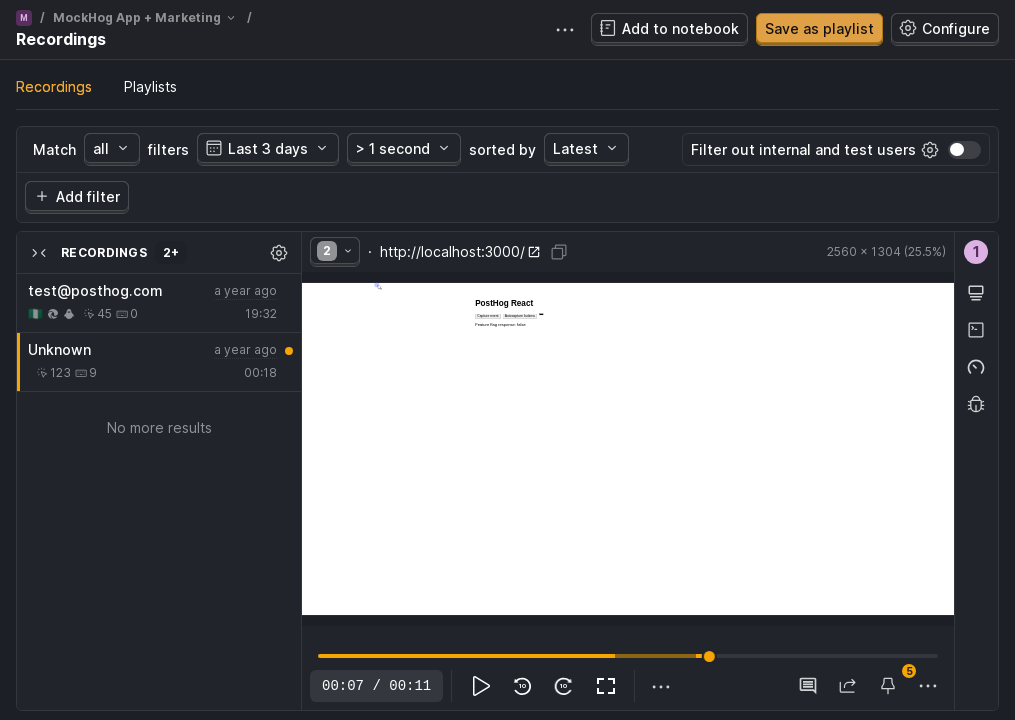 M / MockHog App + Marketing /
Recordings
Add to notebook
Save as playlist
Configure
Recordings
Playlists
Match all filters Last 3 days > 1 second sorted by Latest
Filter out internal and test users
Add filter
RECORDINGS 2+
test@posthog.com a year ago
45 0 19:32
Unknown a year ago
123 9 00:18
No more results
2 · http://localhost:3000/
2560 × 1304 (25.5%)
1
PostHog React
Capture event Autocapture buttons
Feature flag response: false
00:07 / 00:11
10
10
5